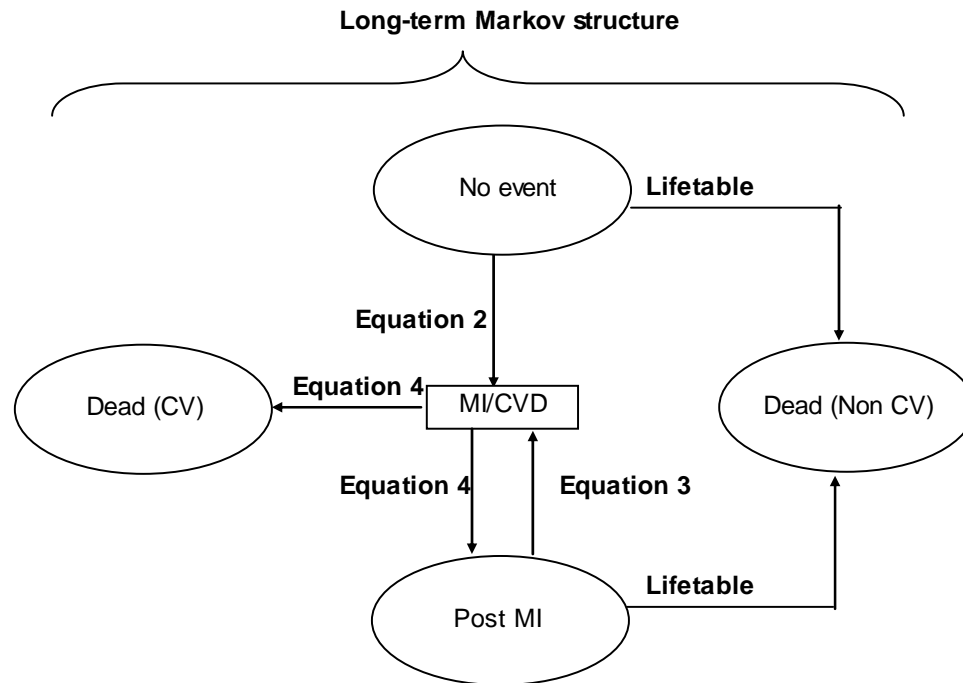 Long-term Markov structure
No event
Lifetable
Equation 2
Dead (CV)
Equation 4
MI/CVD
Dead (Non CV)
Equation 4
Equation 3
Post MI
Lifetable